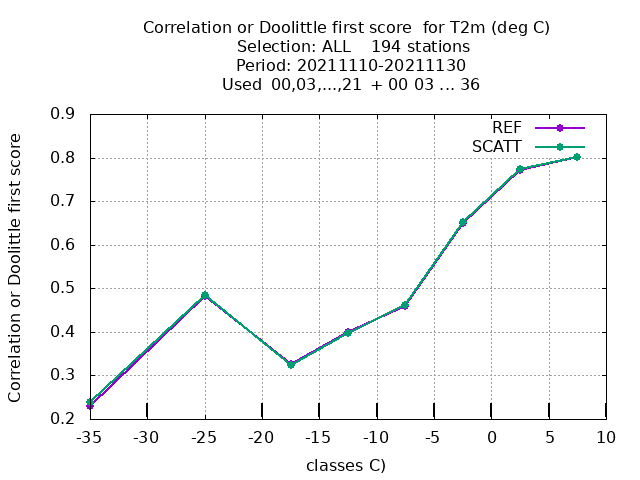 Correlation or Doolittle first score  for T2m (deg C)
Selection: ALL    194 stations
Period: 20211110-20211130
Used  00,03,...,21  + 00 03 ... 36
Correlation or Doolittle first score
0.9
0.8
0.7
0.6
0.5
0.4
0.3
0.2
REF
SCATT
-35 -30 -25 -20 -15 -10 -5 0 5 10
classes C)